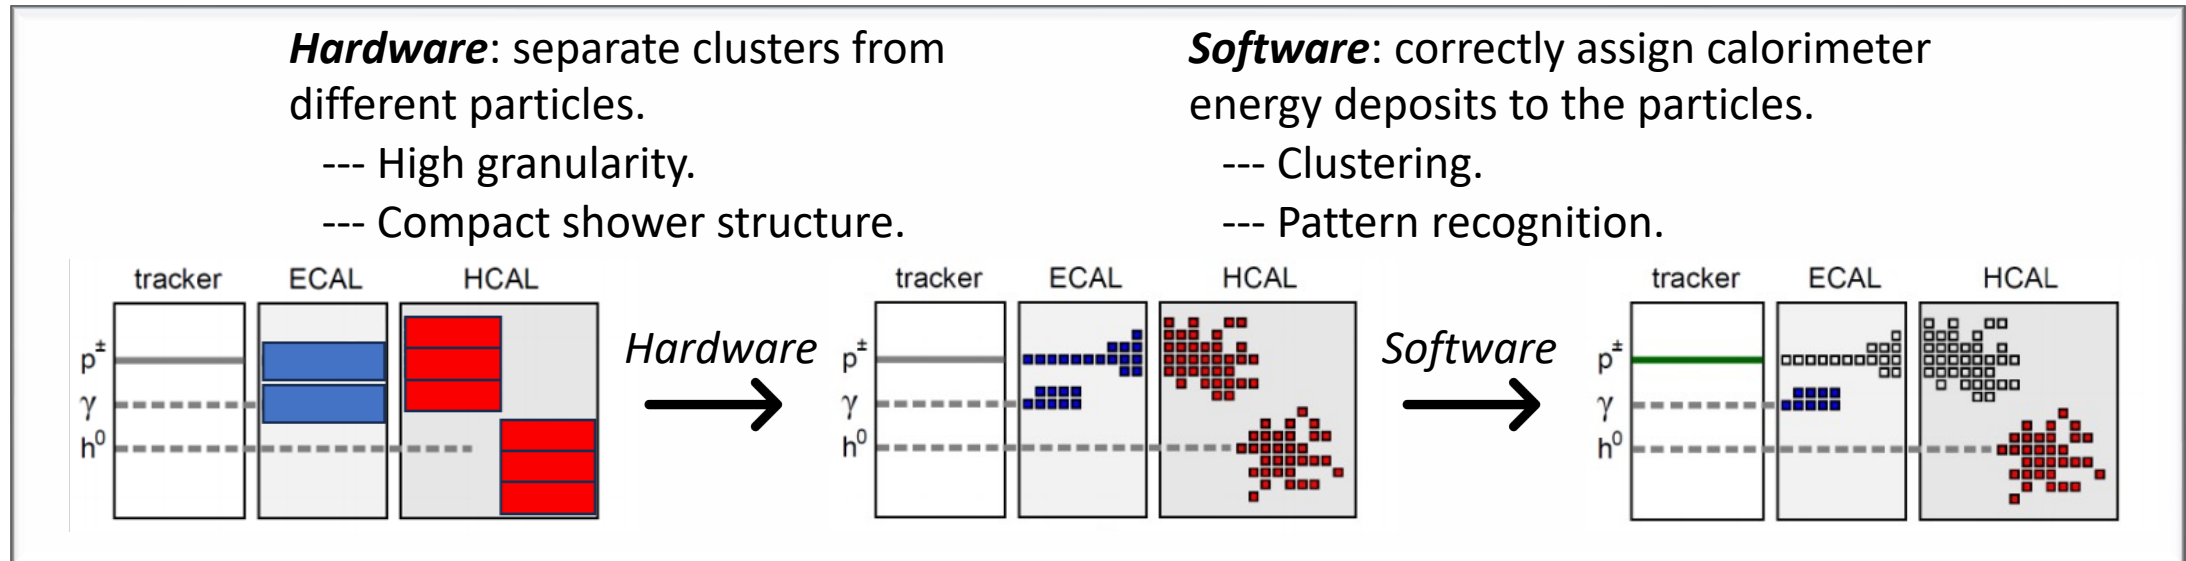 Hardware: separate clusters from
different particles.
--- High granularity.
--- Compact shower structure.
Software: correctly assign calorimeter
energy deposits to the particles.
--- Clustering.
--- Pattern recognition.
tracker ECAL HCAL
p±
γ
h⁰
Hardware
tracker ECAL HCAL
p±
γ
h⁰
Software
tracker ECAL HCAL
p±
γ
h⁰